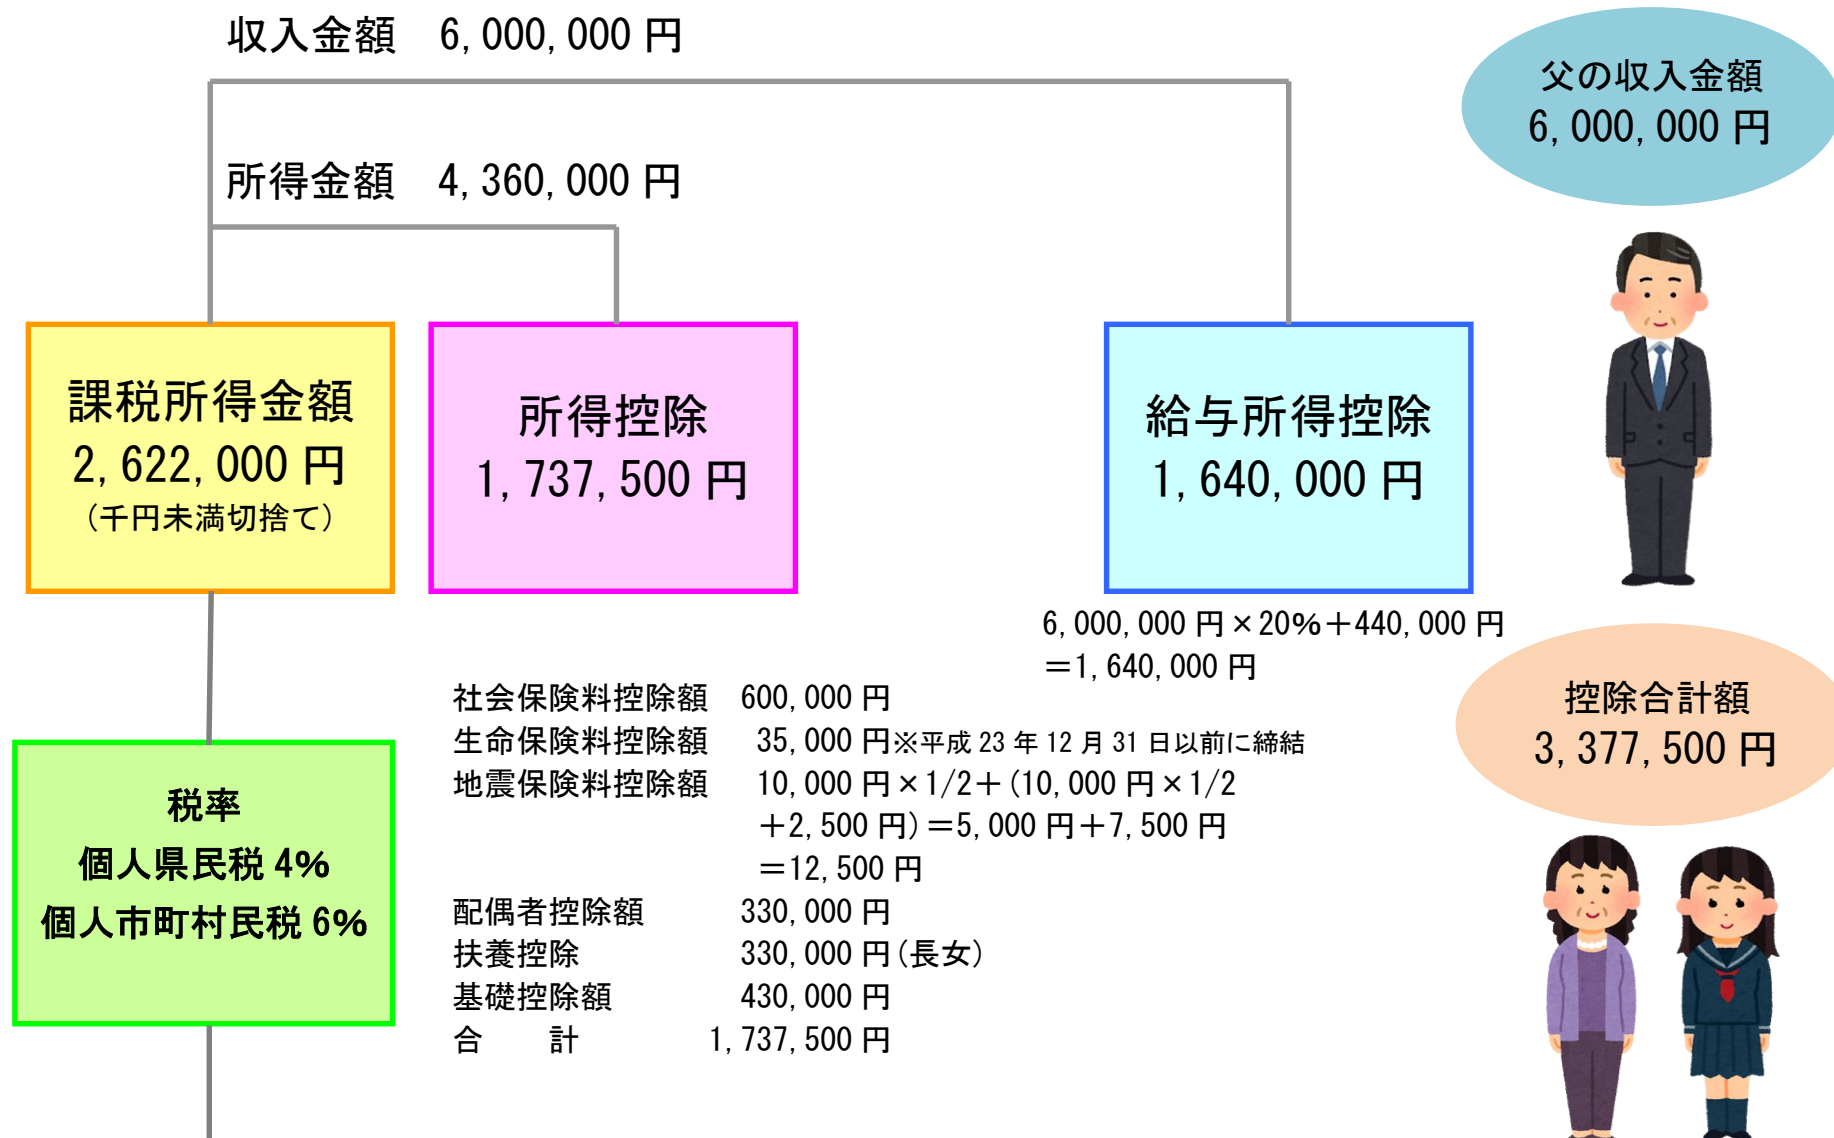 収入金額　6,000,000 円
父の収入金額
6,000,000 円
所得金額　4,360,000 円
課税所得金額
2,622,000 円
(千円未満切捨て)
所得控除
1,737,500 円
給与所得控除
1,640,000 円
6,000,000 円×20%＋440,000 円
＝1,640,000 円
控除合計額
3,377,500 円
税率
個人県民税 4%
個人市町村民税 6%
社会保険料控除額　600,000 円
生命保険料控除額　35,000 円※平成 23 年 12 月 31 日以前に締結
地震保険料控除額　10,000 円×1/2＋(10,000 円×1/2
＋2,500 円)＝5,000 円＋7,500 円
＝12,500 円
配偶者控除額　330,000 円
扶養控除　330,000 円(長女)
基礎控除額　430,000 円
合　計　1,737,500 円